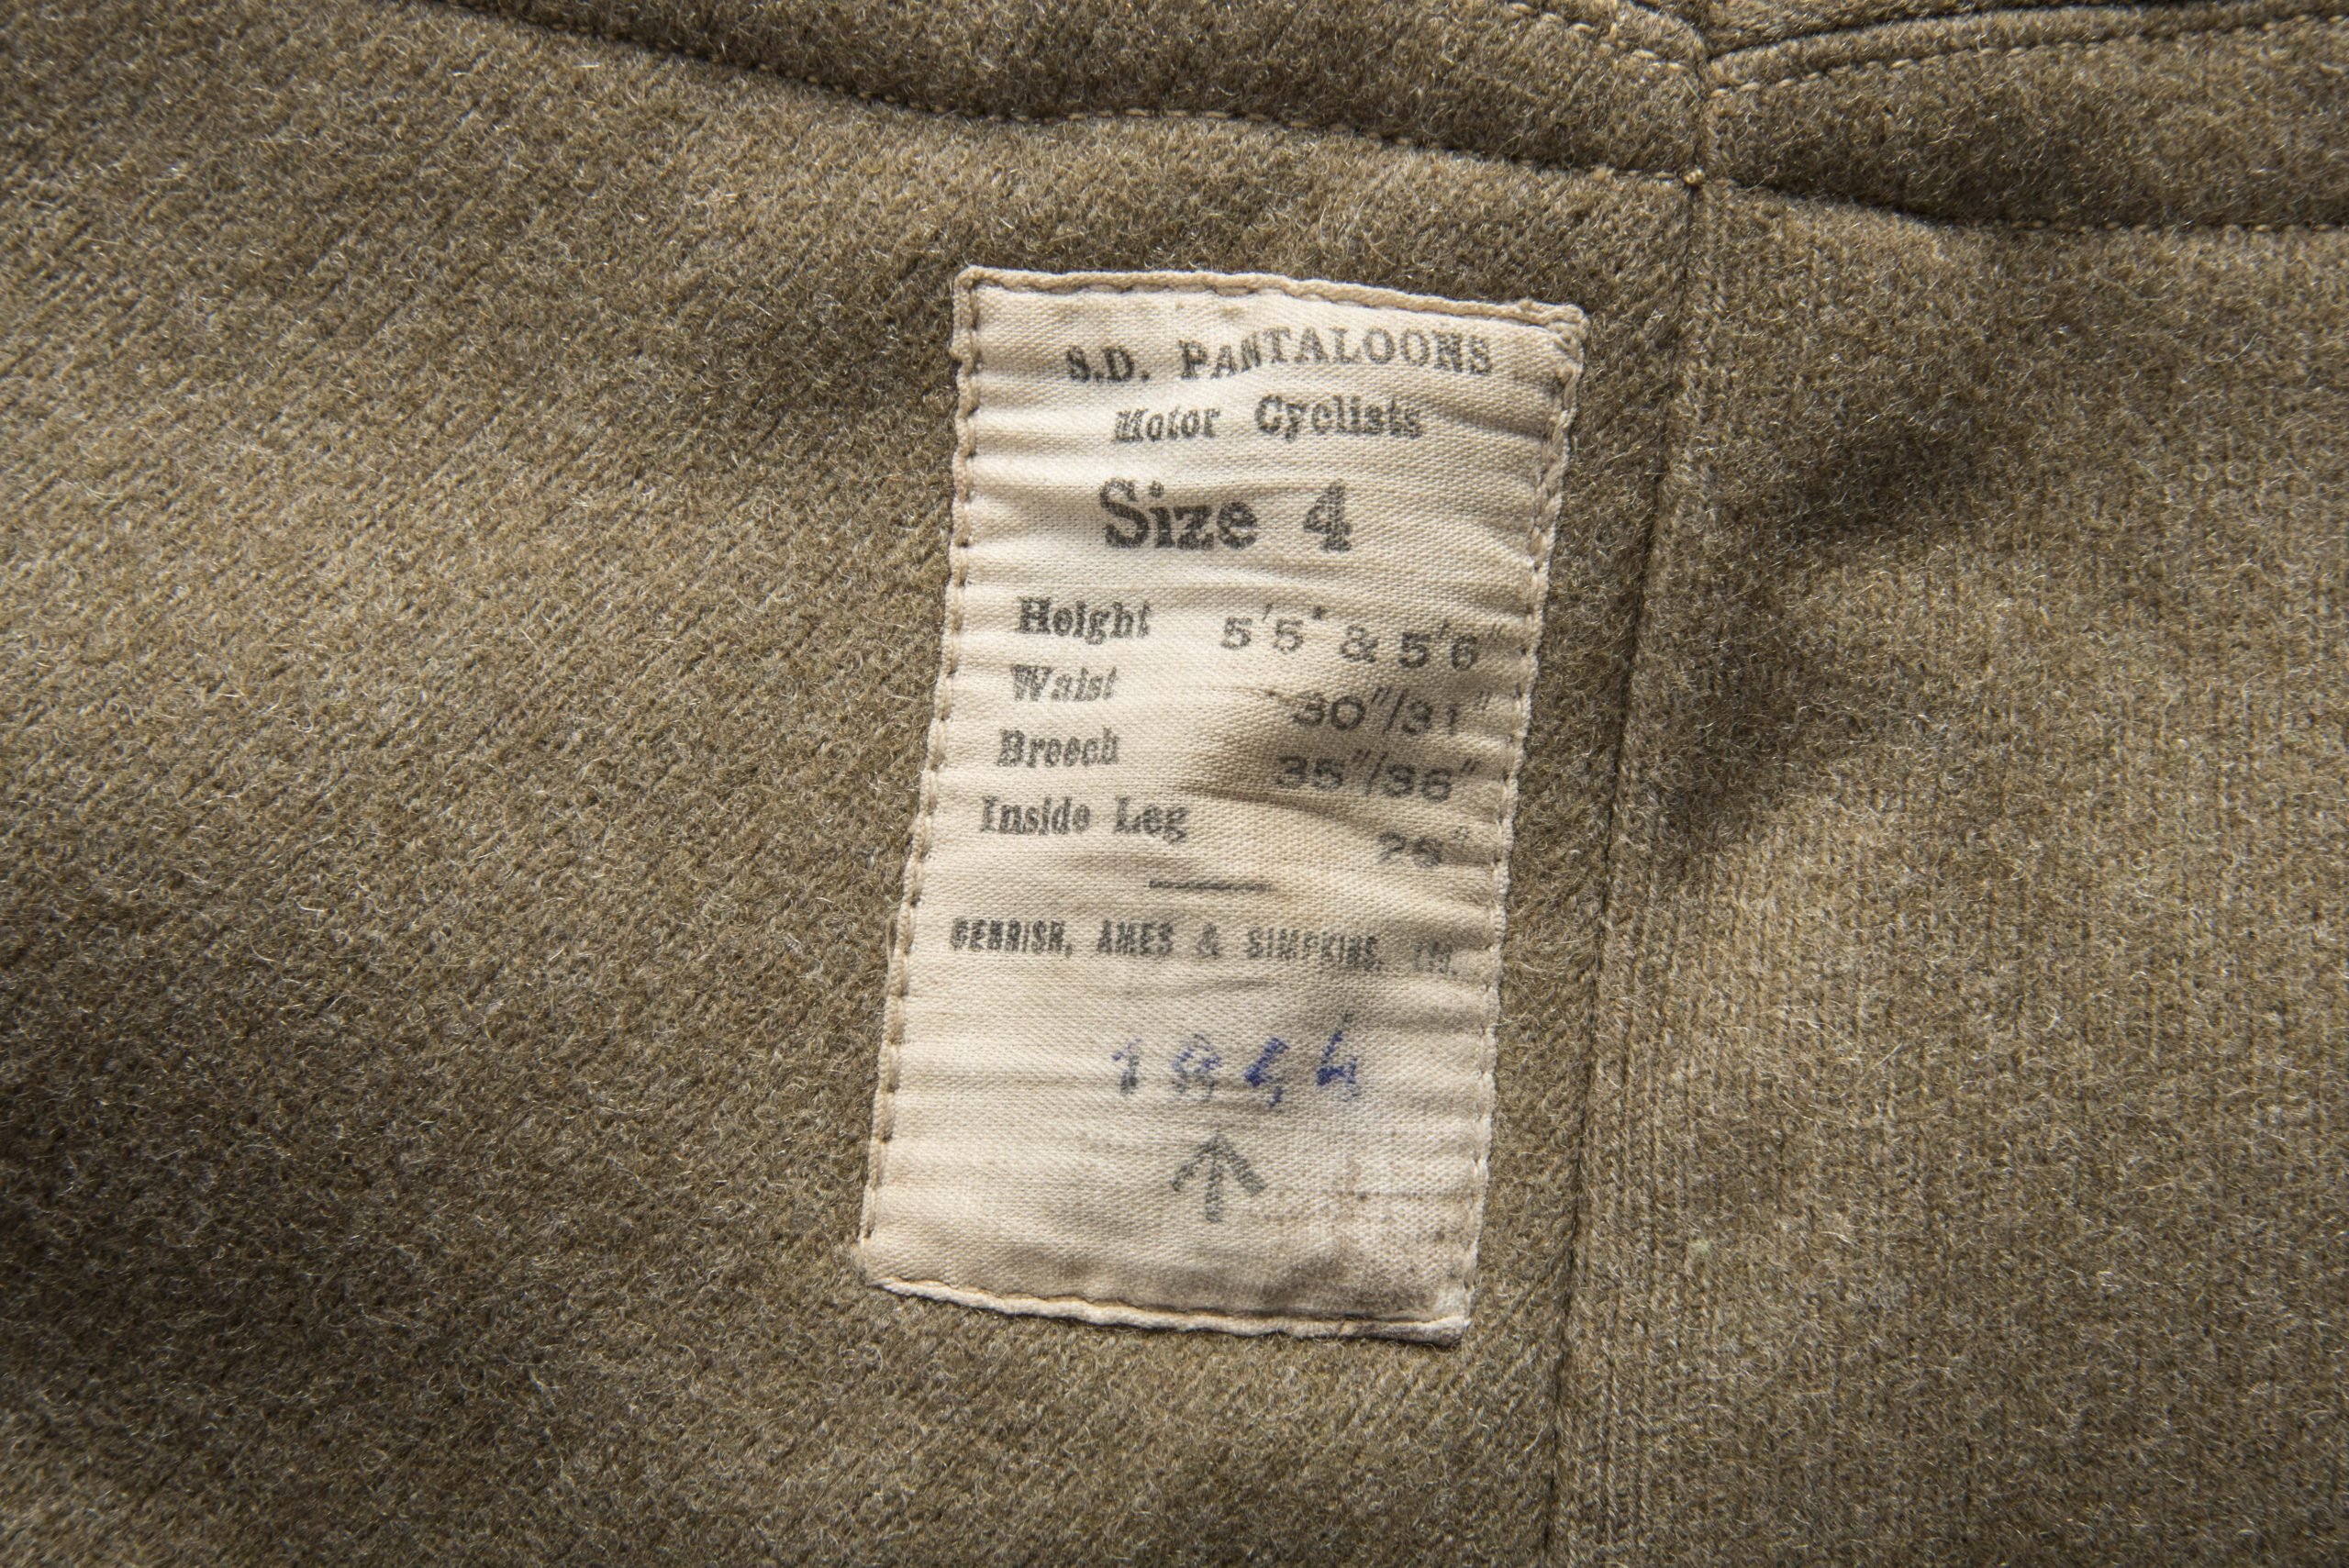 S.D. PANTALOONS
Motor Cyclists
Size 4
Height 5'5" & 5'6"
Waist 30"/31"
Breech 35"/36"
Inside Leg
GERRISH, AMES & SIMPKINS,
1944